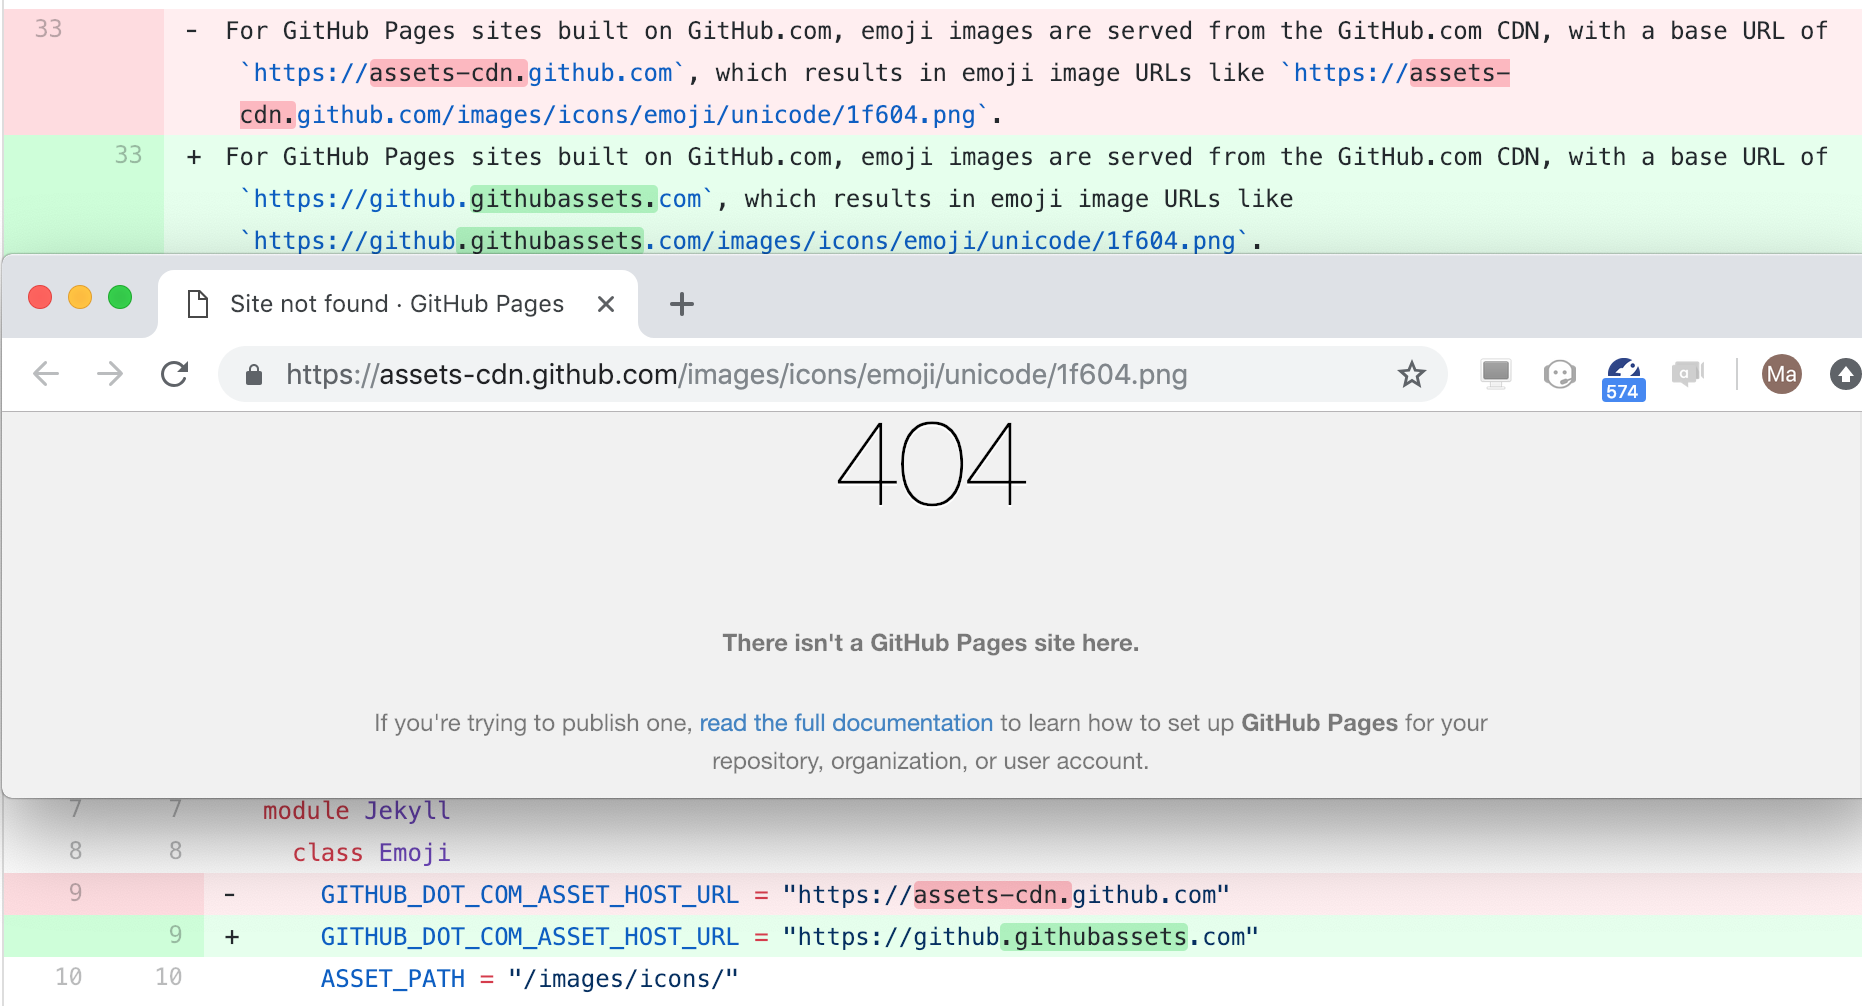 33 - For GitHub Pages sites built on GitHub.com, emoji images are served from the GitHub.com CDN, with a base URL of
`https://assets-cdn.github.com`, which results in emoji image URLs like `https://assets-
cdn.github.com/images/icons/emoji/unicode/1f604.png`.
33 + For GitHub Pages sites built on GitHub.com, emoji images are served from the GitHub.com CDN, with a base URL of
`https://github.githubassets.com`, which results in emoji image URLs like
`https://github.githubassets.com/images/icons/emoji/unicode/1f604.png`.
Site not found · GitHub Pages
https://assets-cdn.github.com/images/icons/emoji/unicode/1f604.png
574
a
Ma
404
There isn't a GitHub Pages site here.
If you're trying to publish one, read the full documentation to learn how to set up GitHub Pages for your
repository, organization, or user account.
7 7 module Jekyll
8 8 class Emoji
9 - GITHUB_DOT_COM_ASSET_HOST_URL = "https://assets-cdn.github.com"
9 + GITHUB_DOT_COM_ASSET_HOST_URL = "https://github.githubassets.com"
10 10 ASSET_PATH = "/images/icons/"